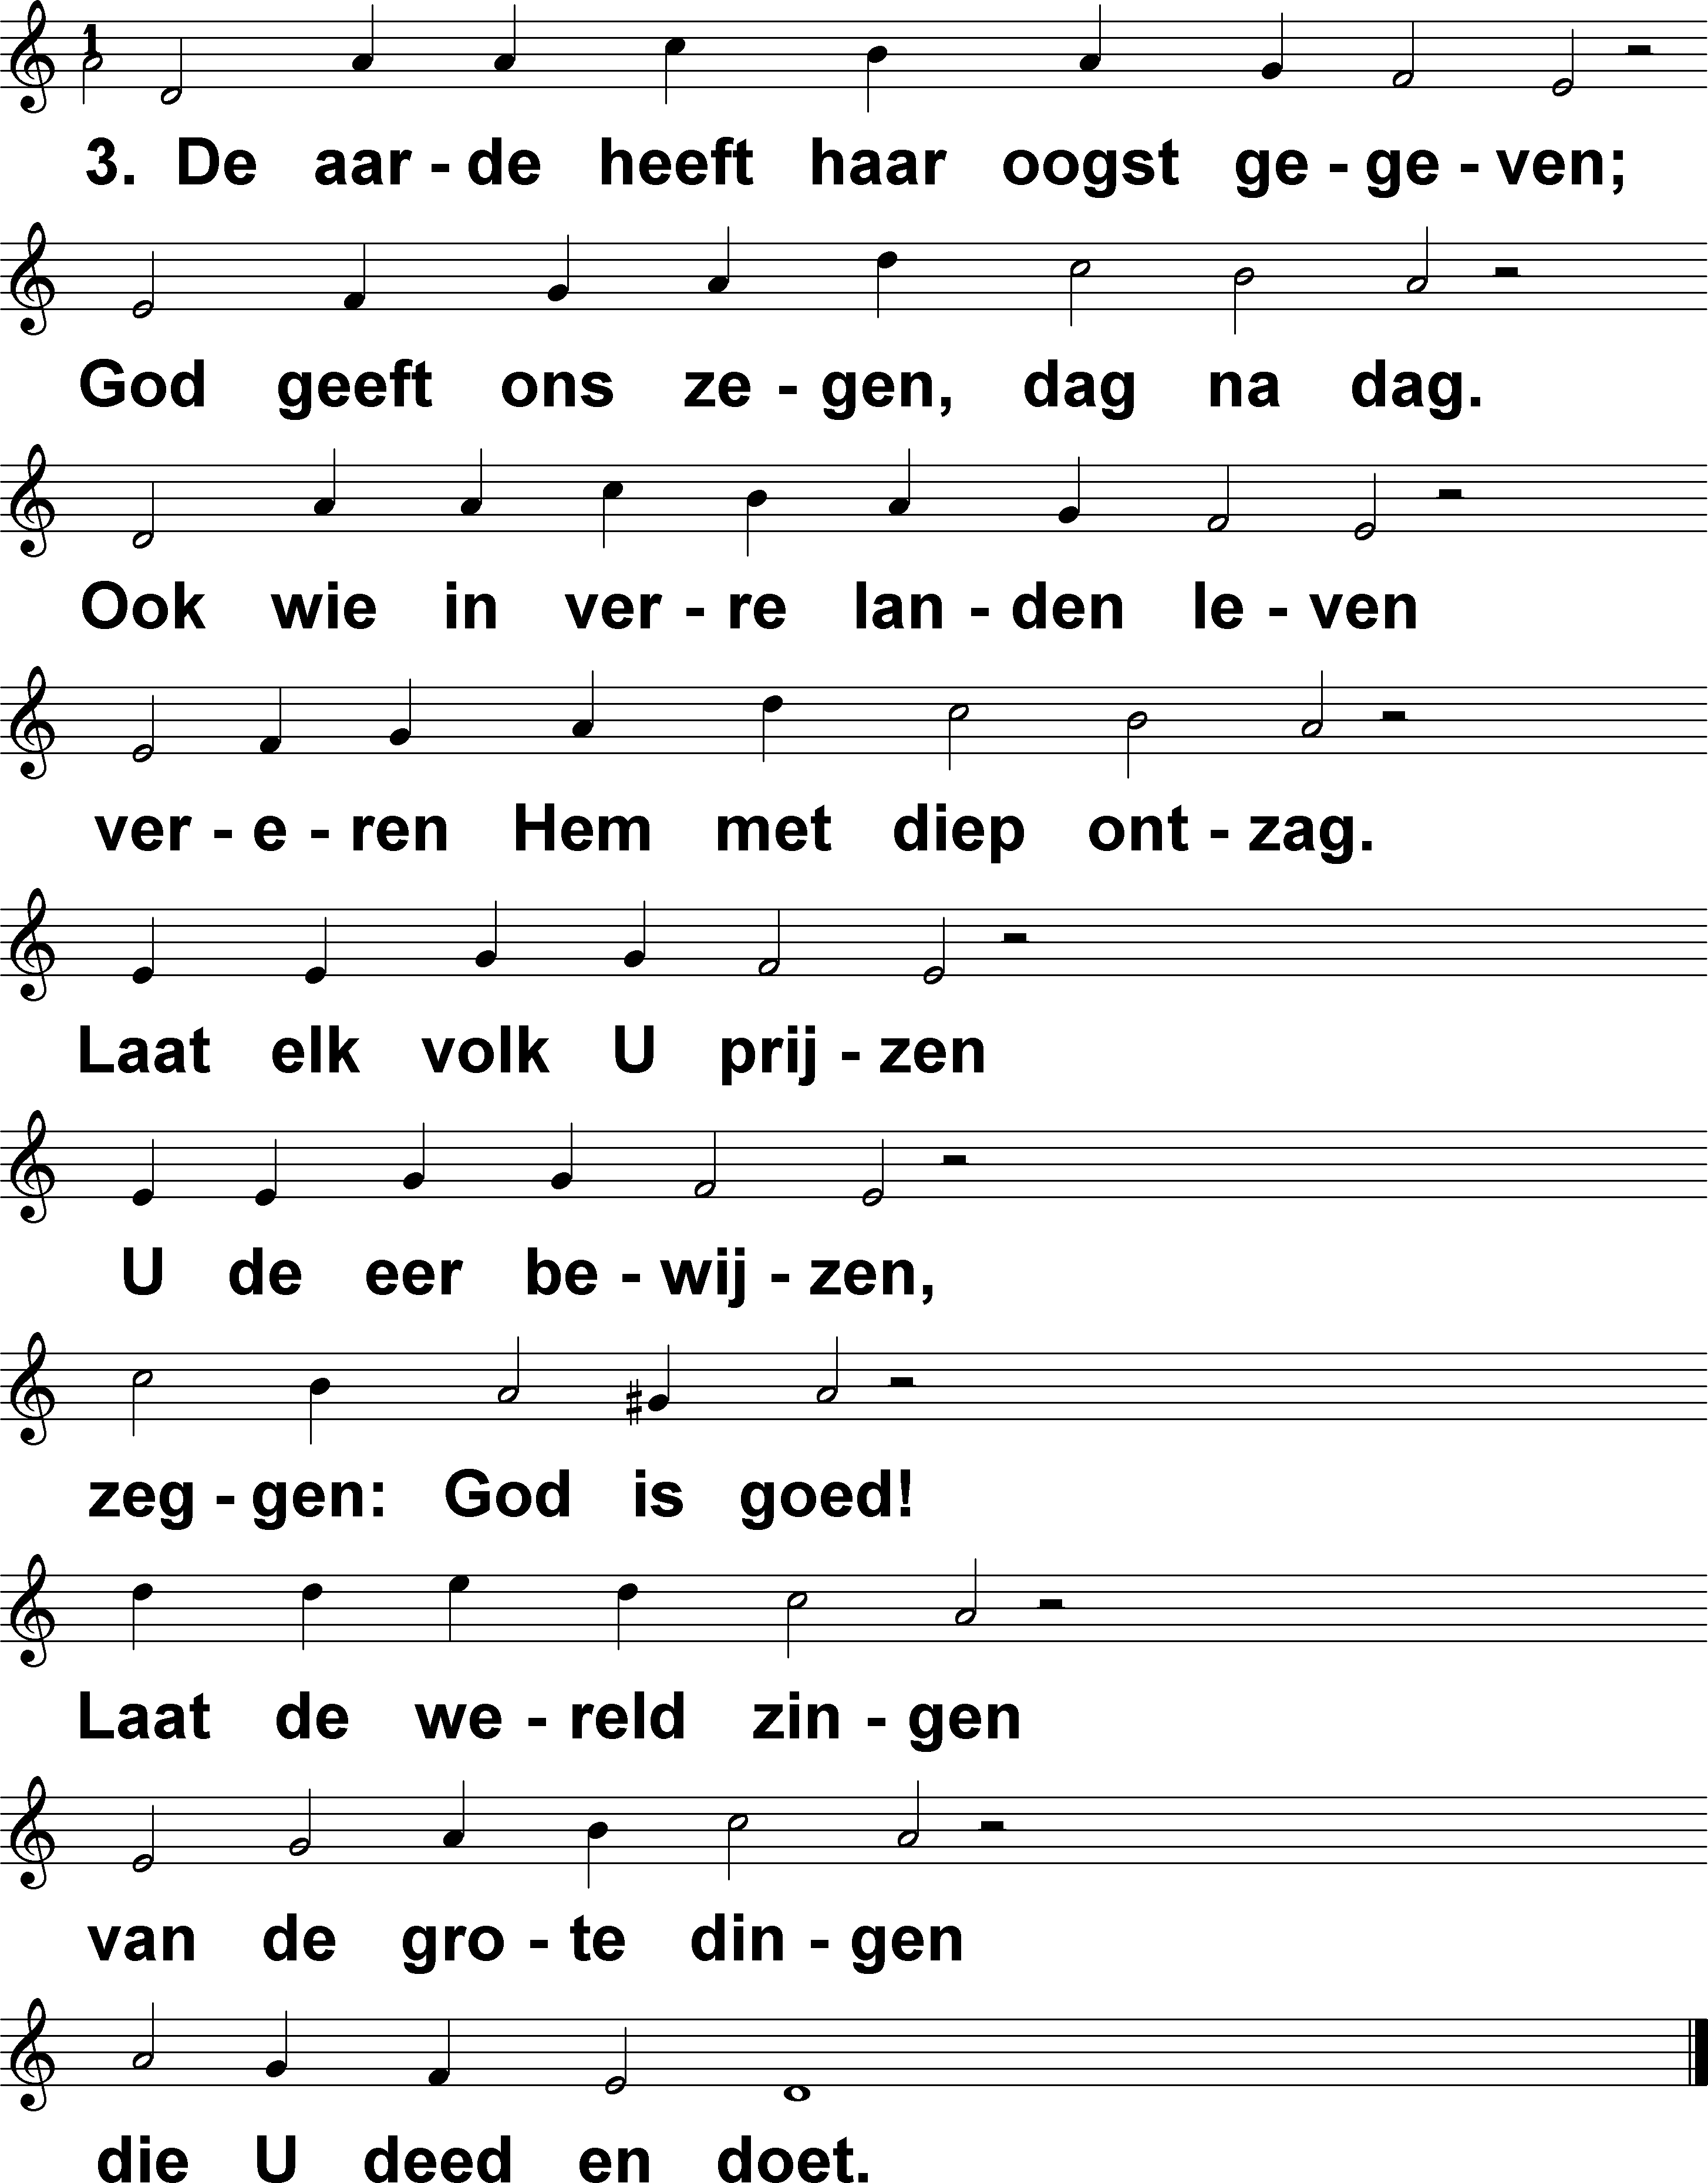 1
3. De aar - de heeft haar oogst ge - ge - ven;
God geeft ons ze - gen, dag na dag.
Ook wie in ver - re lan - den le - ven
ver - e - ren Hem met diep ont - zag.
Laat elk volk U prij - zen
U de eer be - wij - zen,
zeg - gen: God is goed!
Laat de we - reld zin - gen
van de gro - te din - gen
die U deed en doet.